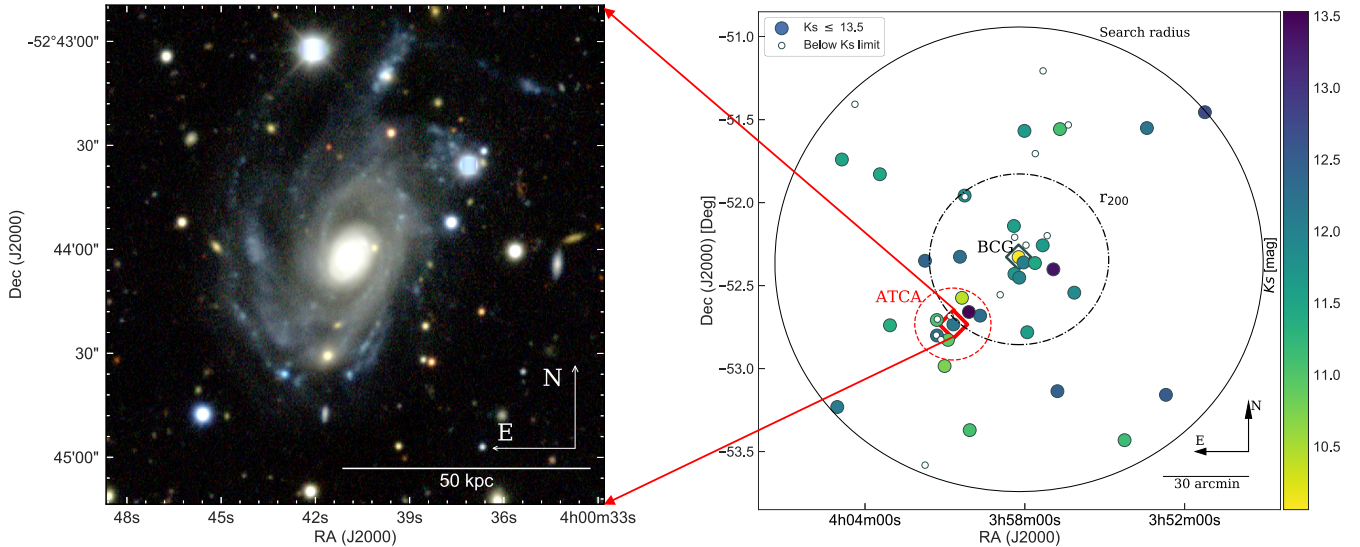 -52°43'00"
30"
44'00"
30"
45'00"
Dec (J2000)
N
E
50 kpc
48s
45s
42s
39s
36s
4h00m33s
RA (J2000)
Ks ≤ 13.5
Below Ks limit
Search radius
r200
BCG
ATCA
N
E
30 arcmin
−51.0
−51.5
−52.0
−52.5
−53.0
−53.5
Dec (J2000) [Deg]
4h04m00s
3h58m00s
3h52m00s
RA (J2000)
13.5
13.0
12.5
12.0
11.5
11.0
10.5
Ks [mag]